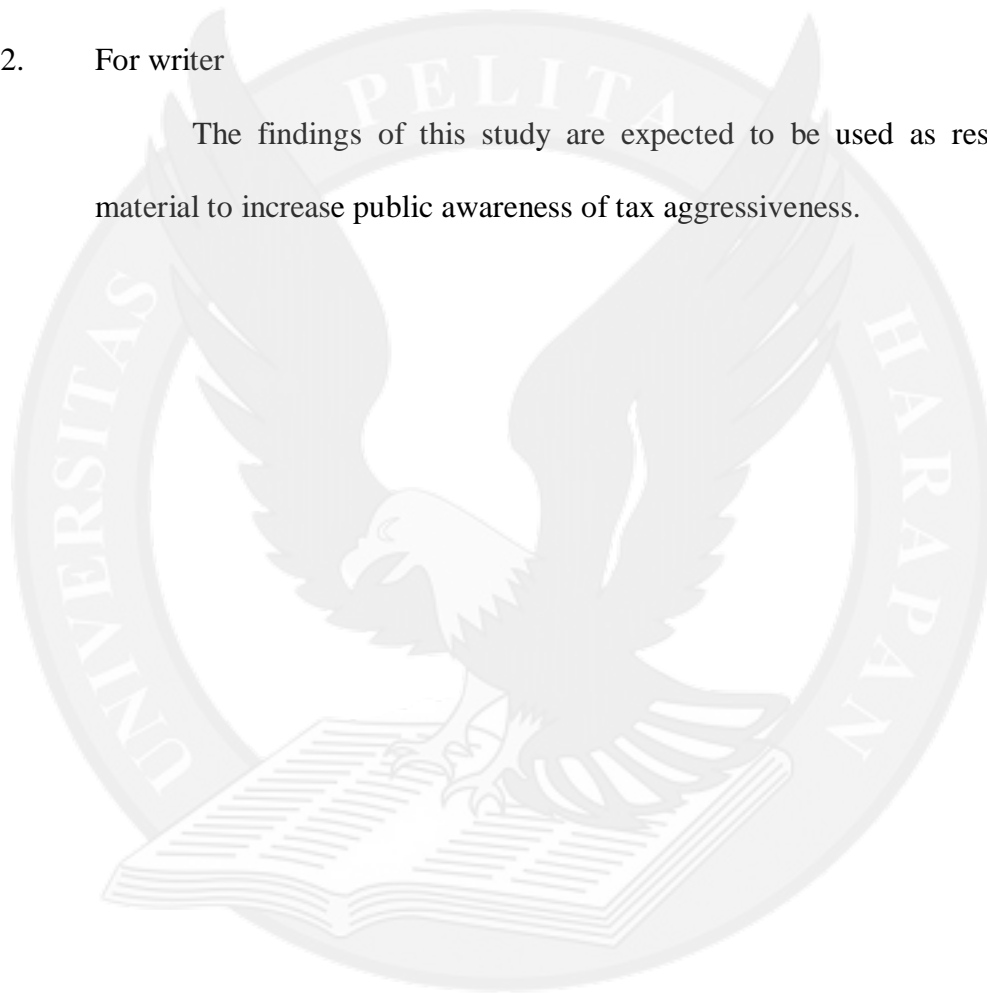 2. For writer
The findings of this study are expected to be used as res
material to increase public awareness of tax aggressiveness.
UNIVERSITAS PELITA HARAPAN